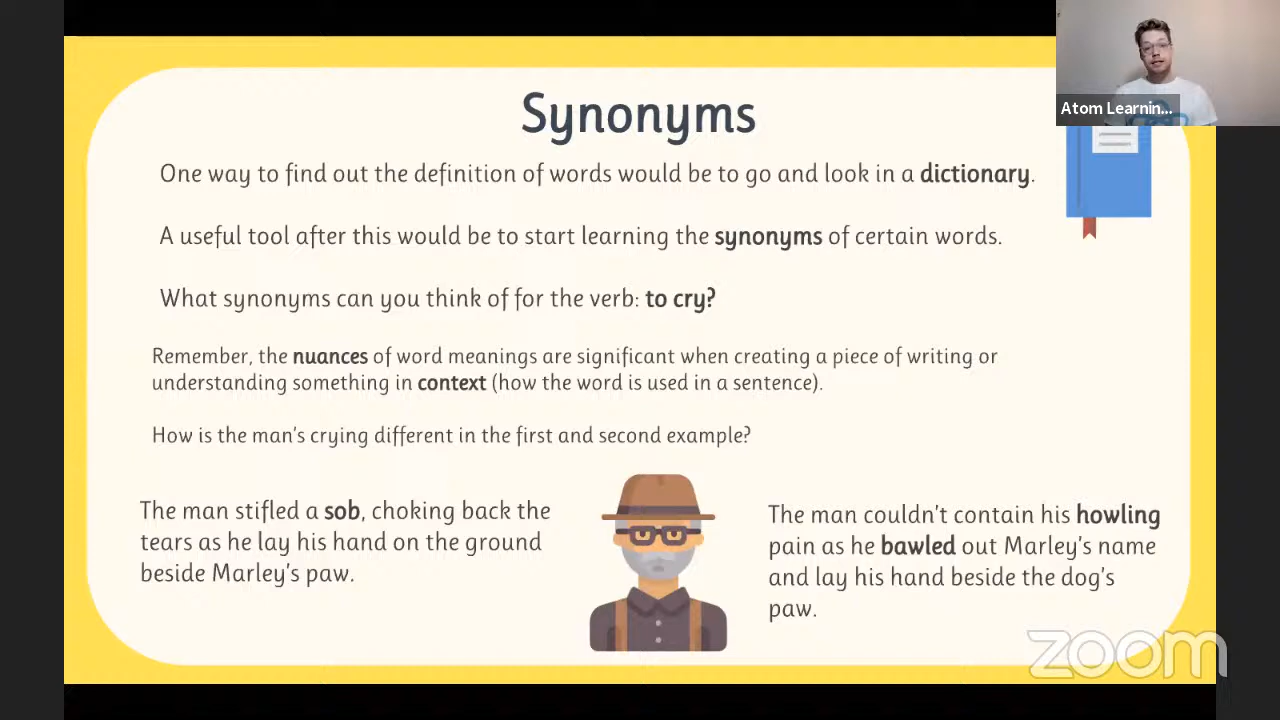 Synonyms
One way to find out the definition of words would be to go and look in a dictionary.
A useful tool after this would be to start learning the synonyms of certain words.
What synonyms can you think of for the verb: to cry?
Remember, the nuances of word meanings are significant when creating a piece of writing or
understanding something in context (how the word is used in a sentence).
How is the man's crying different in the first and second example?
The man stifled a sob, choking back the
tears as he lay his hand on the ground
beside Marley's paw.
The man couldn't contain his howling
pain as he bawled out Marley's name
and lay his hand beside the dog's
paw.
Atom Learnin...
zoom